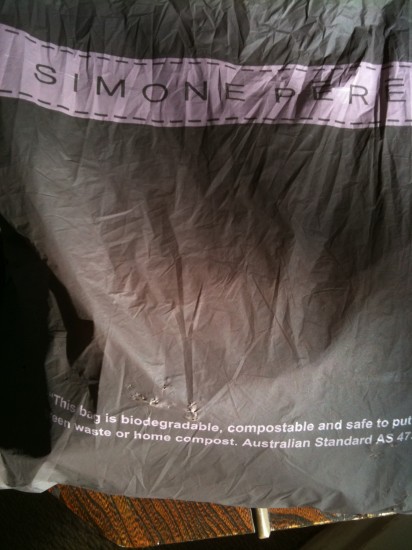 SIMONE PERE
*This bag is biodegradable, compostable and safe to put
een waste or home compost. Australian Standard AS 47